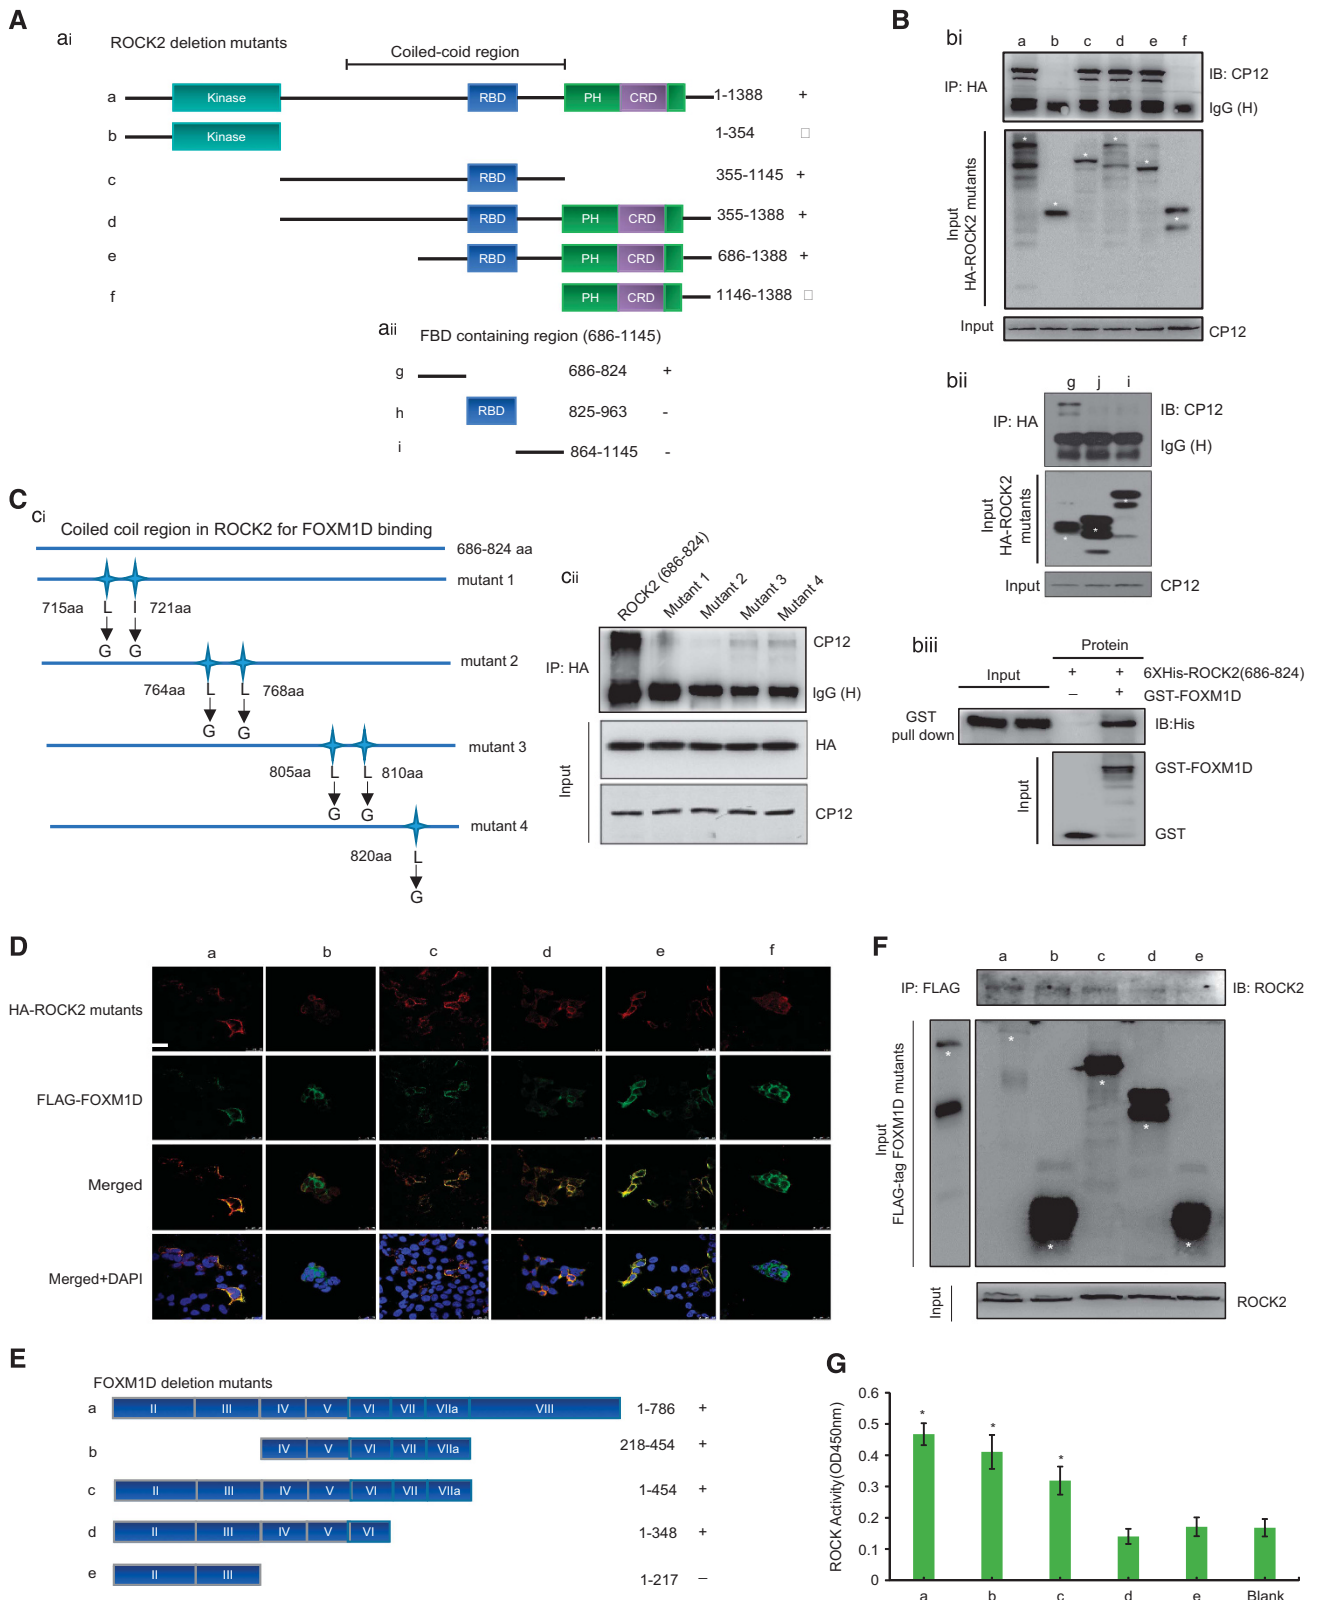 A
ai ROCK2 deletion mutants
Coiled-coid region
a Kinase RBD PH CRD 1-1388 +
b Kinase 1-354 □
c RBD 355-1145 +
d RBD PH CRD 355-1388 +
e RBD PH CRD 686-1388 +
f PH CRD 1146-1388 □
aii FBD containing region (686-1145)
g 686-824 +
h RBD 825-963 -
i 864-1145 -
B
bi
a b c d e f
IP: HA
IB: CP12
IgG (H)
Input
HA-ROCK2 mutants
* * * * * *
Input CP12
bii
g j i
IP: HA
IB: CP12
IgG (H)
Input
HA-ROCK2
mutants
* * *
Input CP12
biii
Protein
Input + + 6XHis-ROCK2(686-824)
– + GST-FOXM1D
GST
pull down
IB:His
Input
GST-FOXM1D
GST
C
ci
Coiled coil region in ROCK2 for FOXM1D binding
686-824 aa
mutant 1
715aa L I 721aa
G G
mutant 2
764aa L L 768aa
G G
mutant 3
805aa L L 810aa
G G
mutant 4
820aa L
G
cii
ROCK2 (686-824)
Mutant 1
Mutant 2
Mutant 3
Mutant 4
IP: HA
CP12
IgG (H)
Input
HA
CP12
D
a b c d e f
HA-ROCK2 mutants
FLAG-FOXM1D
Merged
Merged+DAPI
E
FOXM1D deletion mutants
a II III IV V VI VII VIIa VIII 1-786 +
b IV V VI VII VIIa 218-454 +
c II III IV V VI VII VIIa 1-454 +
d II III IV V VI 1-348 +
e II III 1-217 –
F
a b c d e
IP: FLAG IB: ROCK2
Input
FLAG-tag FOXM1D mutants
* * * * * *
Input ROCK2
G
ROCK Activity(OD450nm)
0.6
0.5
0.4
0.3
0.2
0.1
0
* * *
a b c d e Blank